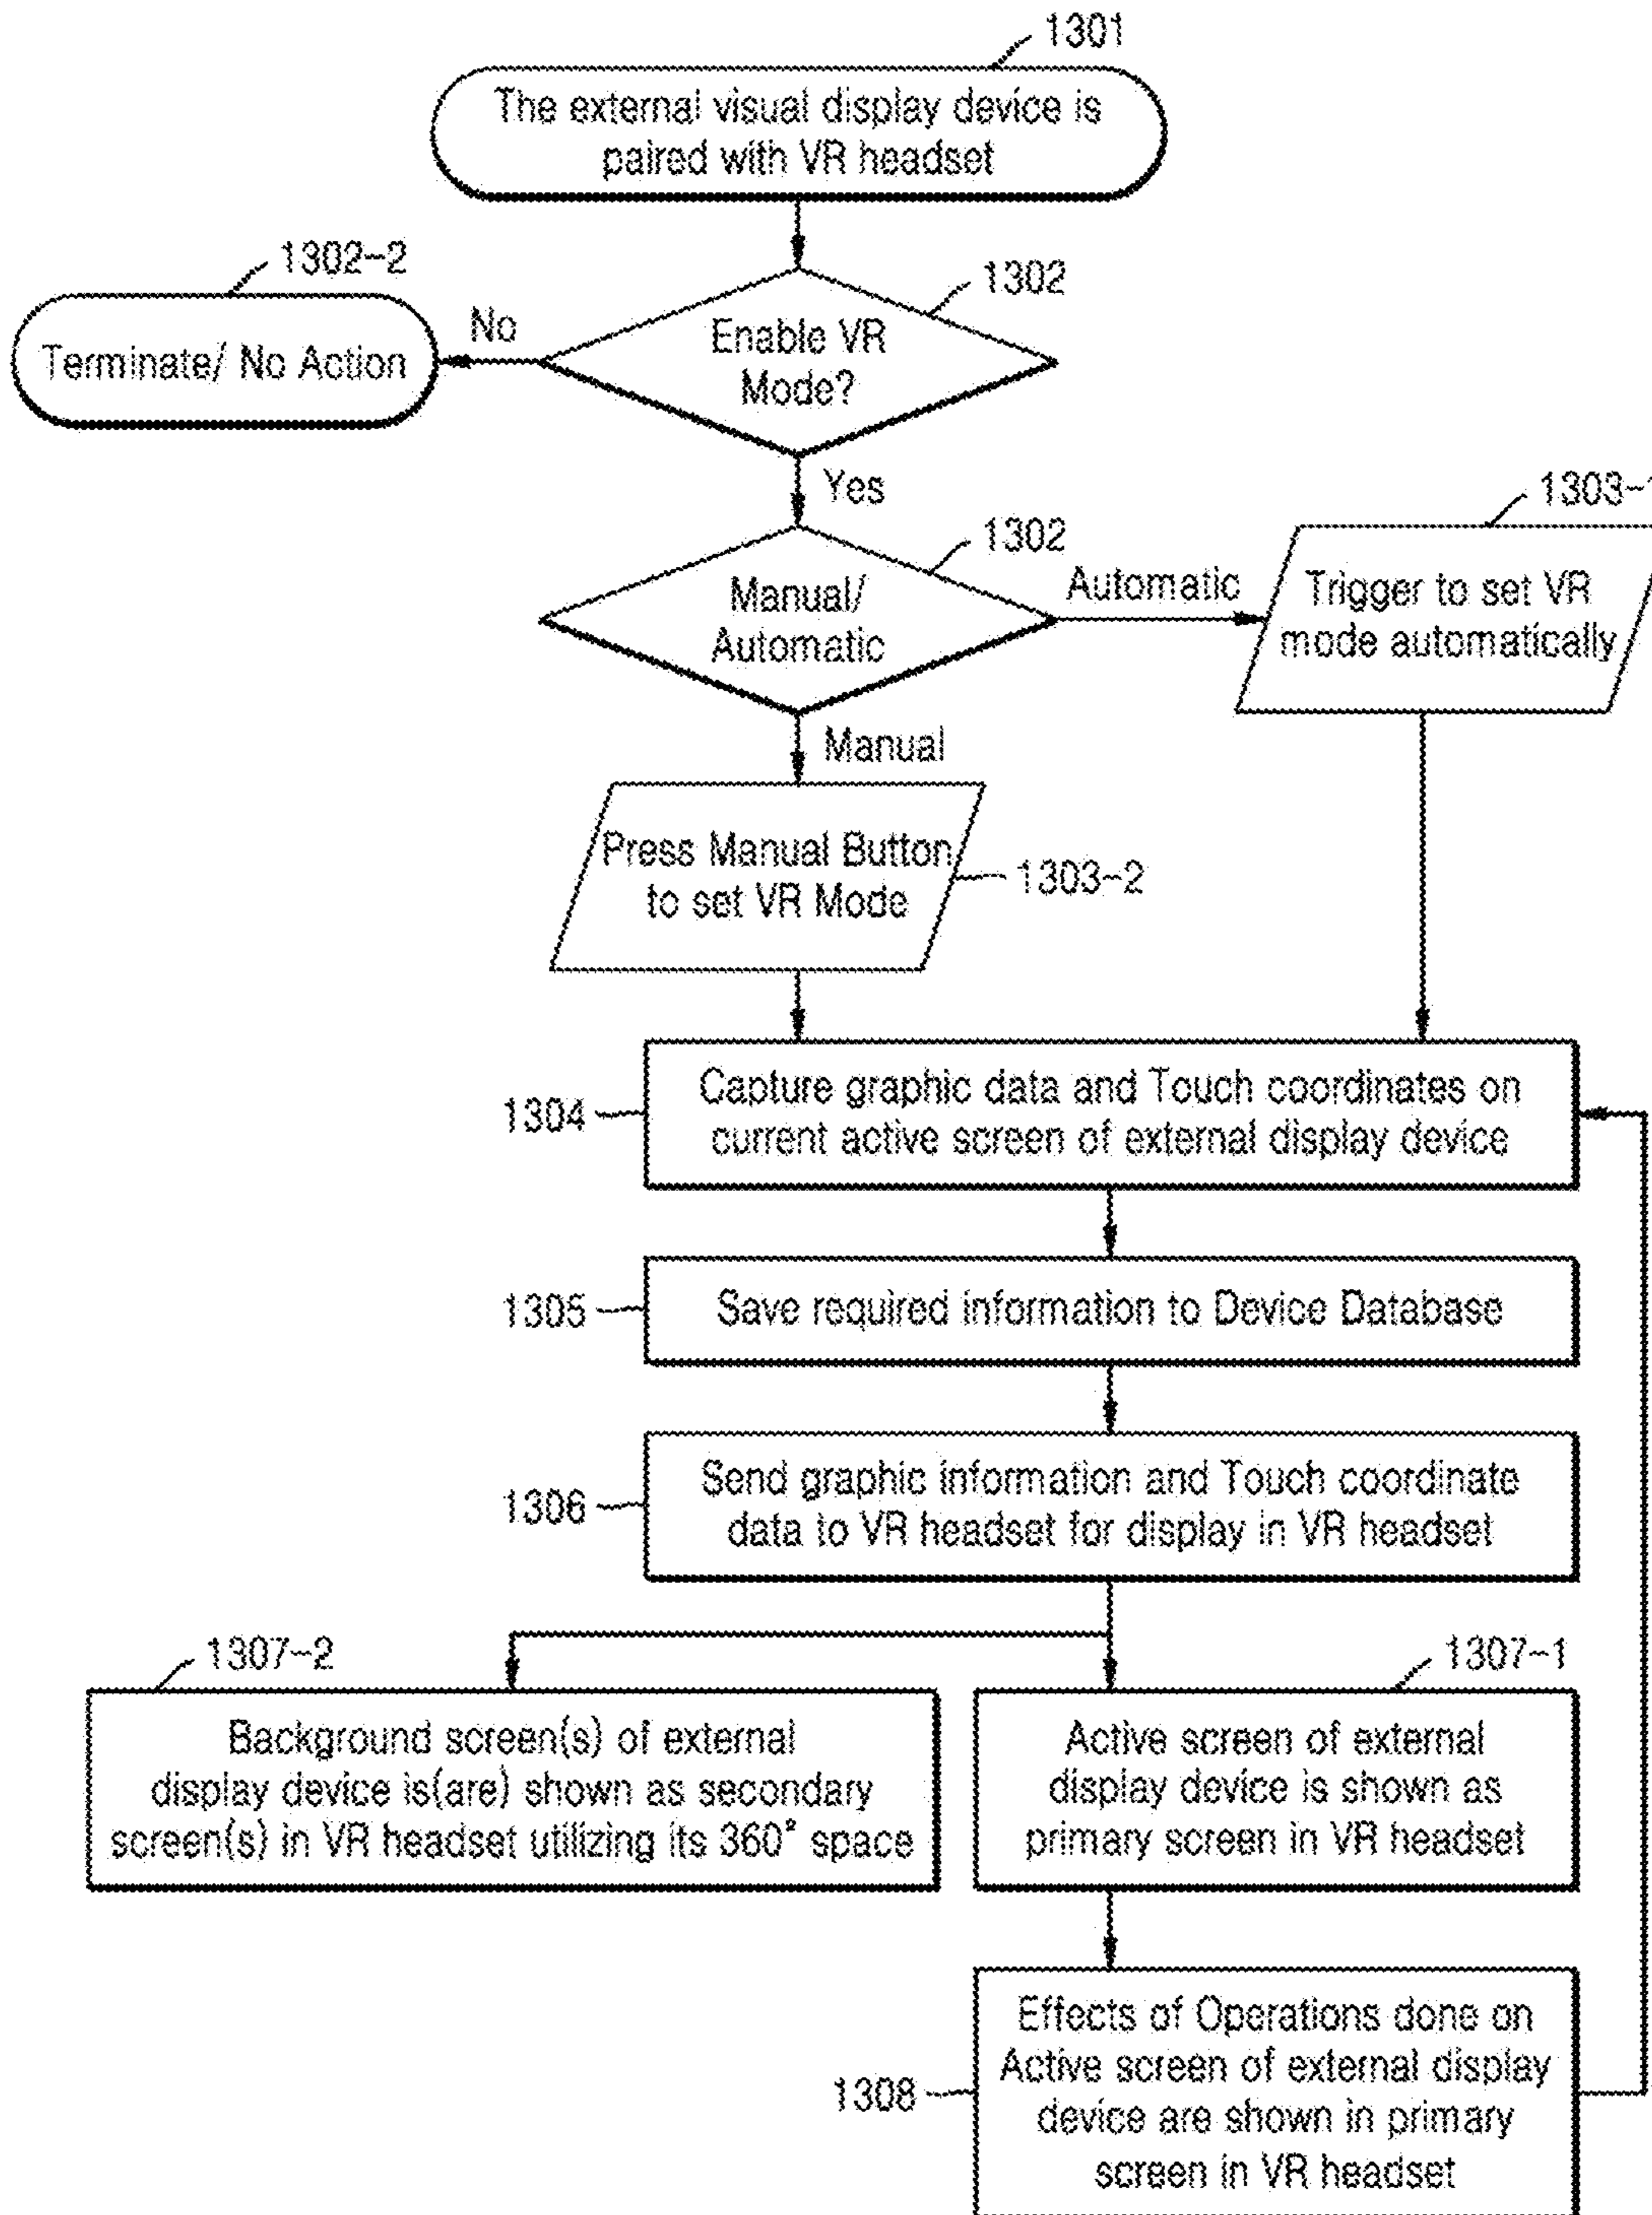 1301
The external visual display device is
paired with VR headset
1302-2
Terminate/ No Action
No
1302
Enable VR
Mode?
Yes
1302
Manual/
Automatic
Automatic
1303-1
Trigger to set VR
mode automatically
Manual
Press Manual Button
to set VR Mode
1303-2
1304
Capture graphic data and Touch coordinates on
current active screen of external display device
1305
Save required information to Device Database
1306
Send graphic information and Touch coordinate
data to VR headset for display in VR headset
1307-2
Background screen(s) of external
display device is(are) shown as secondary
screen(s) in VR headset utilizing its 360° space
1307-1
Active screen of external
display device is shown as
primary screen in VR headset
1308
Effects of Operations done on
Active screen of external display
device are shown in primary
screen in VR headset